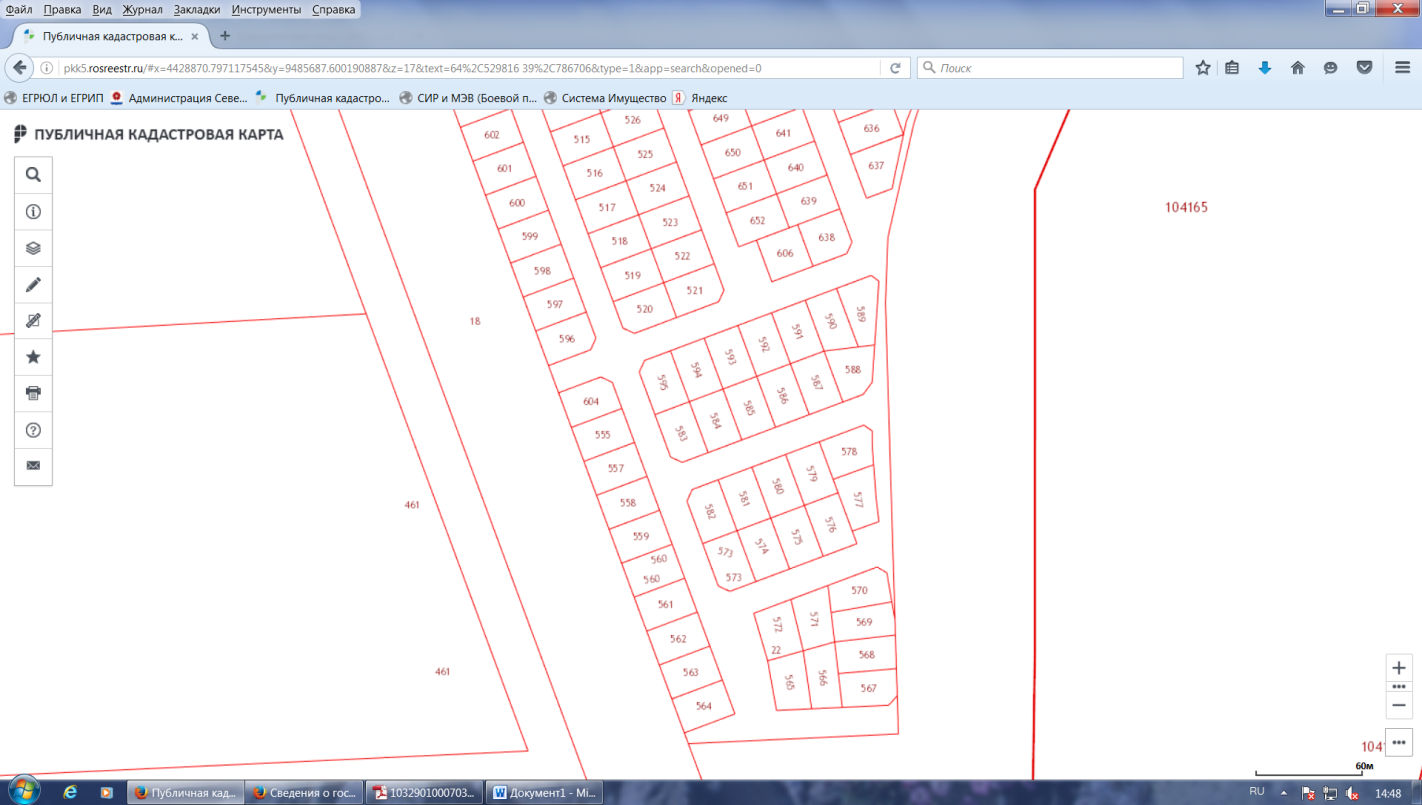 Файл Правка Вид Журнал Закладки Инструменты Справка
Публичная кадастровая к...
pkk5.rosreestr.ru/#x=4428870.797117545&y=9485687.600190887&z=17&text=64%2C529816 39%2C786706&type=1&app=search&opened=0
Поиск
ЕГРЮЛ и ЕГРИП Администрация Севе... Публичная кадастро... СИР и МЭВ (Боевой п... Система Имущество Яндекс
ПУБЛИЧНАЯ КАДАСТРОВАЯ КАРТА
602 515 526 649 641 636
601 516 525 650 640 637
600 517 524 651 639
599 518 523 652 638
598 519 522 606
597 520 521
596
104165
18
595 594 593 592 591 590 589
583 584 585 586 587 588
604
555
557
558
559
560
560
561
562
563
564
582 581 580 579 578
573 574 575 576 577
573
572 571 570
22 569
565 566 568
567
461
461
104
60м
Публичная кад... Сведения о гос... 1032901000703... Документ1 - Mi...
RU 14:48